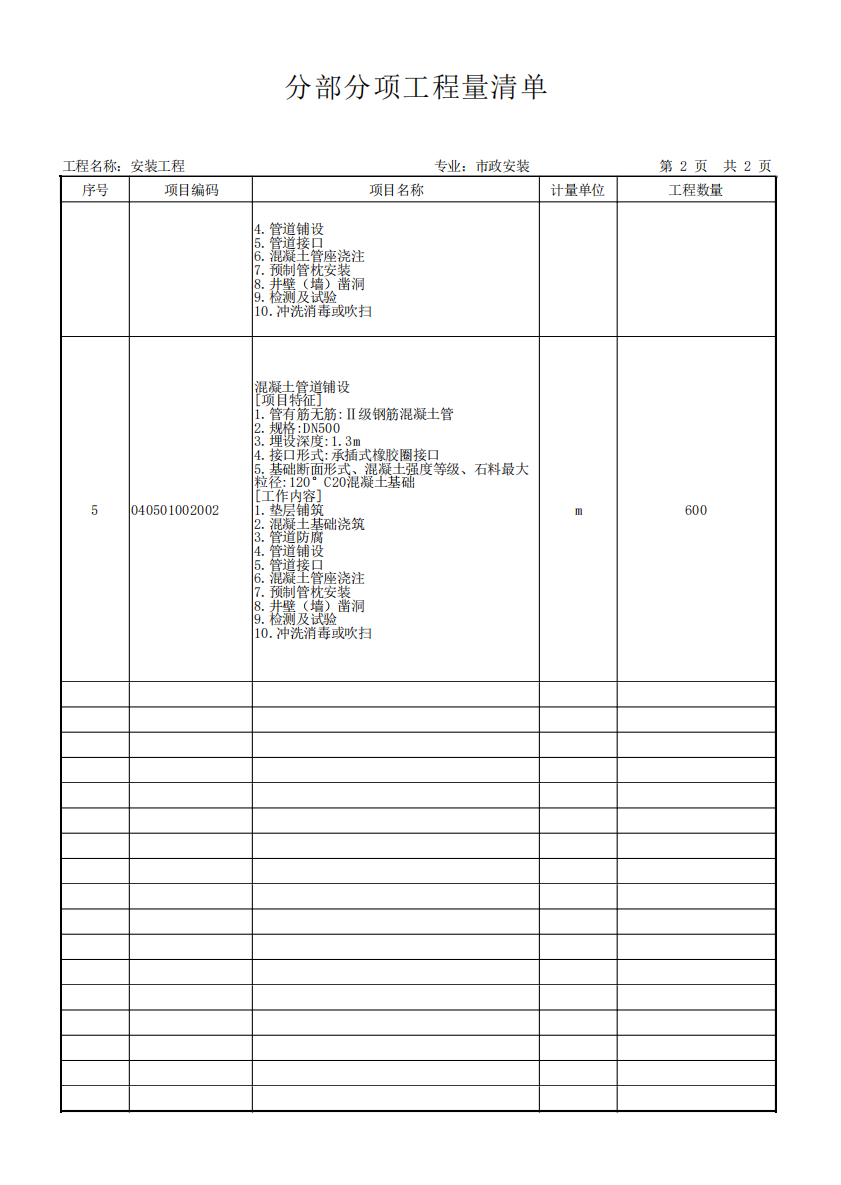 分部分项工程量清单
工程名称：安装工程 专业：市政安装 第 2 页 共 2 页
序号 项目编码 项目名称 计量单位 工程数量
4.管道铺设
5.管道接口
6.混凝土管座浇注
7.预制管枕安装
8.井壁（墙）凿洞
9.检测及试验
10.冲洗消毒或吹扫
混凝土管道铺设
[项目特征]
1.管有筋无筋:Ⅱ级钢筋混凝土管
2.规格:DN500
3.埋设深度:1.3m
4.接口形式:承插式橡胶圈接口
5.基础断面形式、混凝土强度等级、石料最大
粒径:120°C20混凝土基础
[工作内容]
5 040501002002 1.垫层铺筑 m 600
2.混凝土基础浇筑
3.管道防腐
4.管道铺设
5.管道接口
6.混凝土管座浇注
7.预制管枕安装
8.井壁（墙）凿洞
9.检测及试验
10.冲洗消毒或吹扫